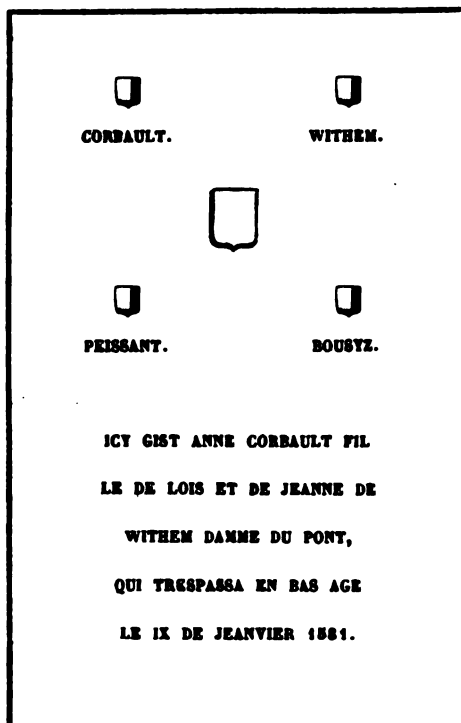 CORBAULT. WITHEM.
PEISSANT. BOUSYZ.
ICY GIST ANNE CORBAULT FIL
LE DE LOIS ET DE JEANNE DE
WITHEM DAMME DU PONT,
QUI TRESPASSA EN BAS AGE
LE IX DE JEANVIER 1581.